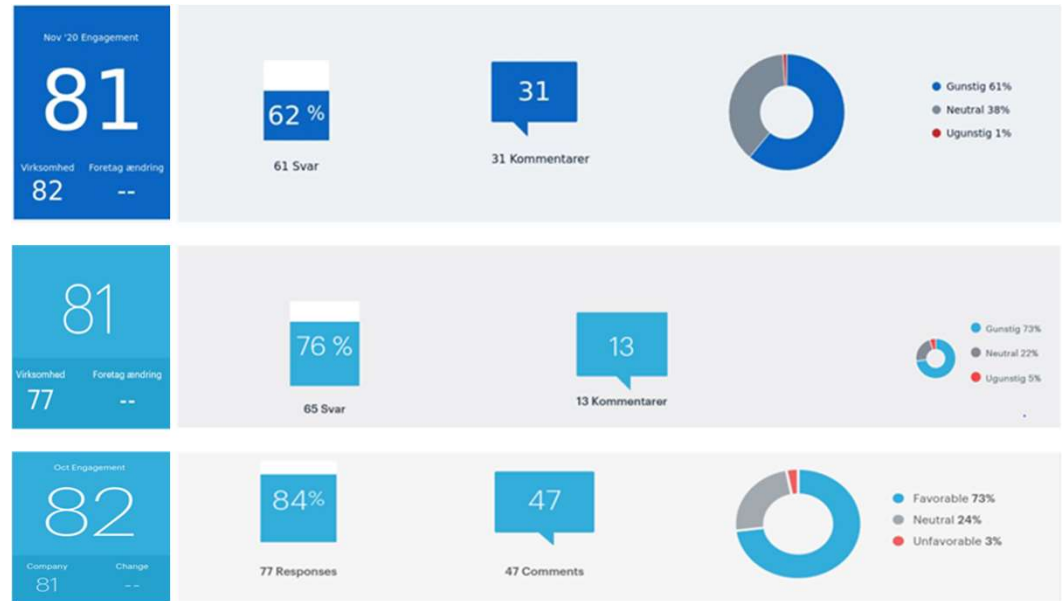 Nov '20 Engagement
81
Virksomhed Foretag ændring
82 --
62 %
61 Svar
31
31 Kommentarer
Gunstig 61%
Neutral 38%
Ugunstig 1%
81
Virksomhed Foretag ændring
77 --
76 %
65 Svar
13
13 Kommentarer
Gunstig 73%
Neutral 22%
Ugunstig 5%
Oct Engagement
82
Company Change
81 --
84%
77 Responses
47
47 Comments
Favorable 73%
Neutral 24%
Unfavorable 3%